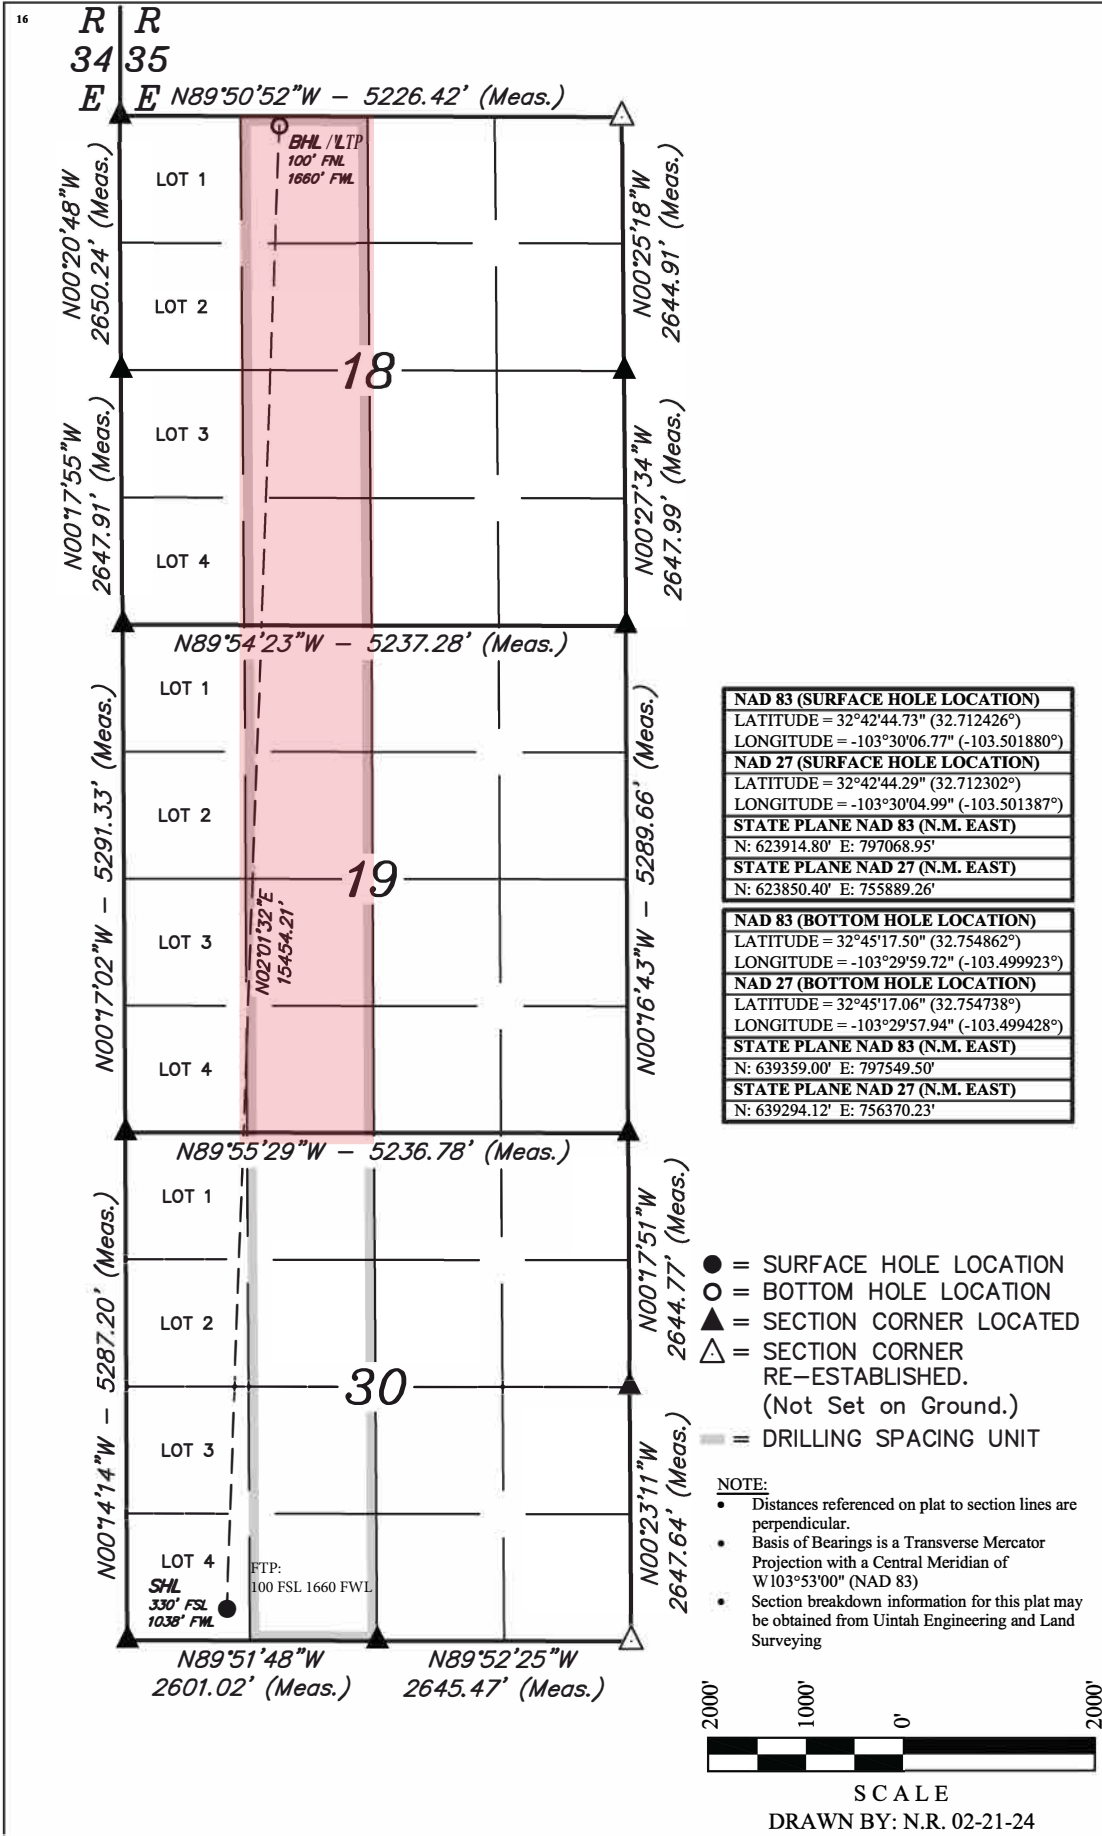 16
R R
34 35
E E
N89°50'52"W – 5226.42' (Meas.)
BHL / LTP
100' FNL
1660' FWL
N00°20'48"W
2650.24' (Meas.)
LOT 1
LOT 2
N00°25'18"W
2644.91' (Meas.)
18
N00°17'55"W
2647.91' (Meas.)
LOT 3
LOT 4
N00°27'34"W
2647.99' (Meas.)
N89°54'23"W – 5237.28' (Meas.)
LOT 1
LOT 2
N00°17'02"W – 5291.33' (Meas.)
19
N00°16'43"W – 5289.66' (Meas.)
N02°01'32"E
15454.21'
LOT 3
LOT 4
NAD 83 (SURFACE HOLE LOCATION)
LATITUDE = 32°42'44.73" (32.712426°)
LONGITUDE = -103°30'06.77" (-103.501880°)
NAD 27 (SURFACE HOLE LOCATION)
LATITUDE = 32°42'44.29" (32.712302°)
LONGITUDE = -103°30'04.99" (-103.501387°)
STATE PLANE NAD 83 (N.M. EAST)
N: 623914.80' E: 797068.95'
STATE PLANE NAD 27 (N.M. EAST)
N: 623850.40' E: 755889.26'
NAD 83 (BOTTOM HOLE LOCATION)
LATITUDE = 32°45'17.50" (32.754862°)
LONGITUDE = -103°29'59.72" (-103.499923°)
NAD 27 (BOTTOM HOLE LOCATION)
LATITUDE = 32°45'17.06" (32.754738°)
LONGITUDE = -103°29'57.94" (-103.499428°)
STATE PLANE NAD 83 (N.M. EAST)
N: 639359.00' E: 797549.50'
STATE PLANE NAD 27 (N.M. EAST)
N: 639294.12' E: 756370.23'
N89°55'29"W – 5236.78' (Meas.)
LOT 1
LOT 2
N00°14'14"W – 5287.20' (Meas.)
N00°17'51"W
2644.77' (Meas.)
30
LOT 3
LOT 4
N00°23'11"W
2647.64' (Meas.)
SHL
330' FSL
1038' FWL
FTP:
100 FSL 1660 FWL
N89°51'48"W
2601.02' (Meas.)
N89°52'25"W
2645.47' (Meas.)
= SURFACE HOLE LOCATION
= BOTTOM HOLE LOCATION
= SECTION CORNER LOCATED
= SECTION CORNER
RE–ESTABLISHED.
(Not Set on Ground.)
= DRILLING SPACING UNIT
NOTE:
• Distances referenced on plat to section lines are
perpendicular.
• Basis of Bearings is a Transverse Mercator
Projection with a Central Meridian of
W103°53'00" (NAD 83)
• Section breakdown information for this plat may
be obtained from Uintah Engineering and Land
Surveying
2000' 1000' 0' 2000'
SCALE
DRAWN BY: N.R. 02-21-24